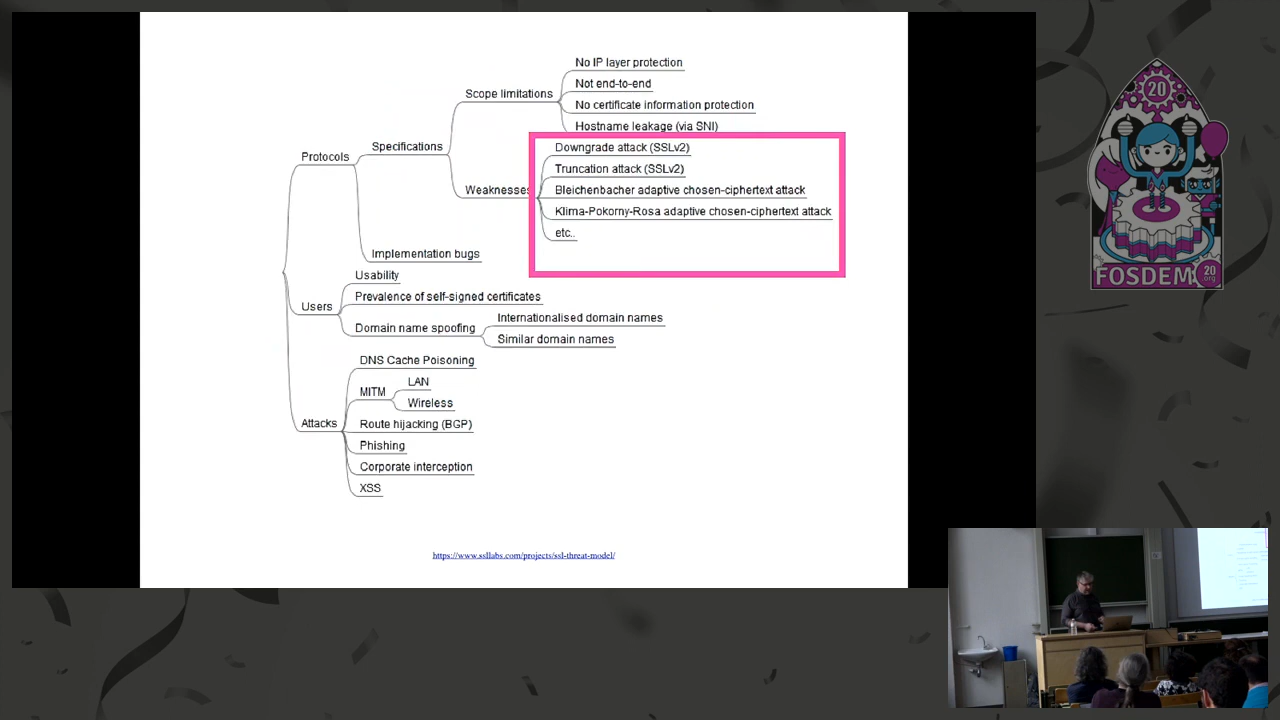 No IP layer protection
Not end-to-end
Scope limitations
No certificate information protection
Hostname leakage (via SNI)
Specifications
Protocols
Downgrade attack (SSLv2)
Truncation attack (SSLv2)
Weaknesses
Bleichenbacher adaptive chosen-ciphertext attack
Klima-Pokorny-Rosa adaptive chosen-ciphertext attack
etc..
Implementation bugs
Usability
Users
Prevalence of self-signed certificates
Domain name spoofing
Internationalised domain names
Similar domain names
DNS Cache Poisoning
LAN
MITM
Wireless
Attacks
Route hijacking (BGP)
Phishing
Corporate interception
XSS
https://www.ssllabs.com/projects/ssl-threat-model/
20
FOSDEM
20
.org